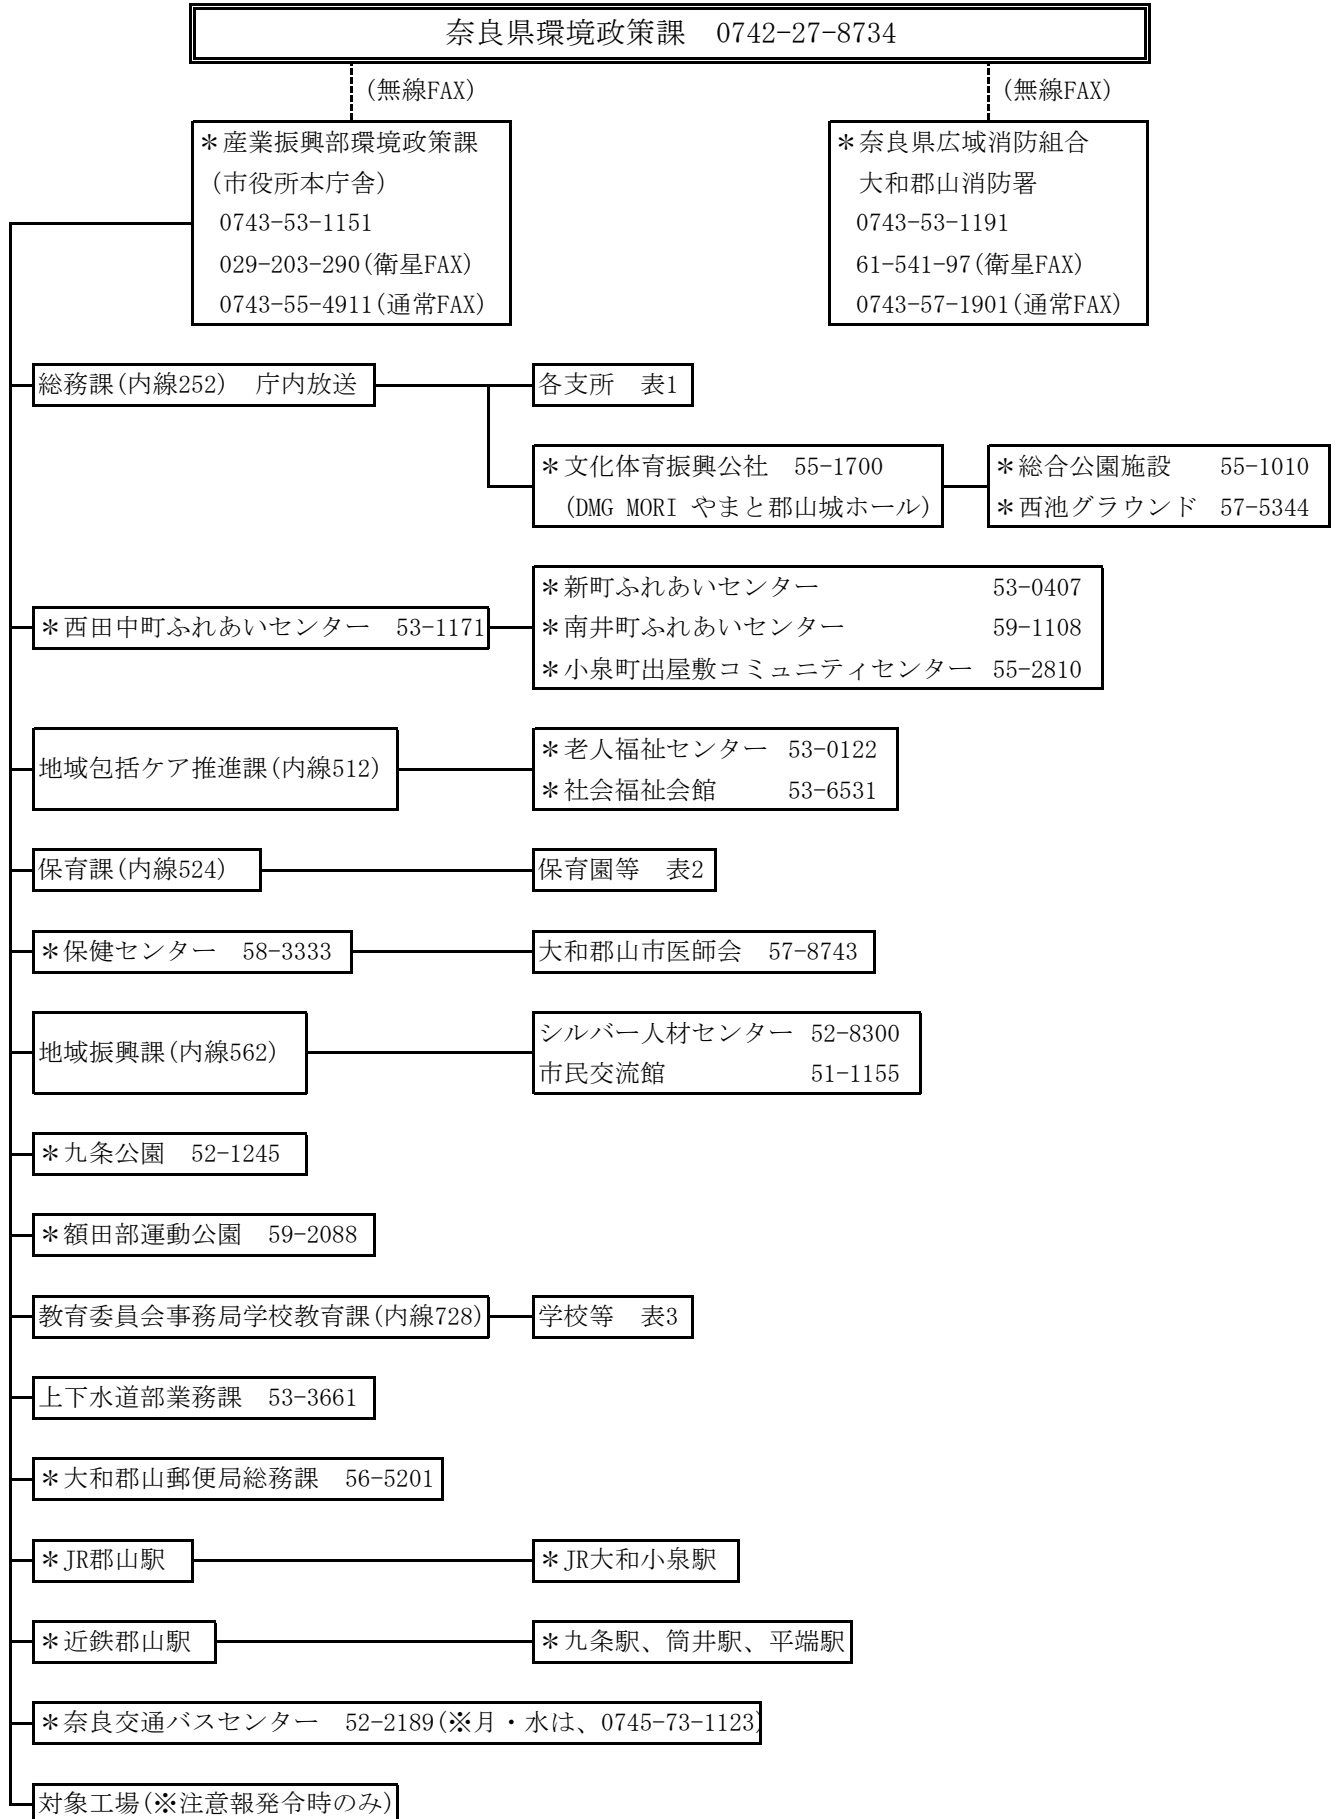 奈良県環境政策課　0742-27-8734
(無線FAX)
(無線FAX)
＊産業振興部環境政策課
(市役所本庁舎)
0743-53-1151
029-203-290(衛星FAX)
0743-55-4911(通常FAX)
＊奈良県広域消防組合
大和郡山消防署
0743-53-1191
61-541-97(衛星FAX)
0743-57-1901(通常FAX)
総務課(内線252)　庁内放送
各支所　表1
＊文化体育振興公社　55-1700
(DMG MORI やまと郡山城ホール)
＊総合公園施設　55-1010
＊西池グラウンド　57-5344
＊西田中町ふれあいセンター　53-1171
＊新町ふれあいセンター　53-0407
＊南井町ふれあいセンター　59-1108
＊小泉町出屋敷コミュニティセンター　55-2810
地域包括ケア推進課(内線512)
＊老人福祉センター　53-0122
＊社会福祉会館　53-6531
保育課(内線524)
保育園等　表2
＊保健センター　58-3333
大和郡山市医師会　57-8743
地域振興課(内線562)
シルバー人材センター　52-8300
市民交流館　51-1155
＊九条公園　52-1245
＊額田部運動公園　59-2088
教育委員会事務局学校教育課(内線728)
学校等　表3
上下水道部業務課　53-3661
＊大和郡山郵便局総務課　56-5201
＊JR郡山駅
＊JR大和小泉駅
＊近鉄郡山駅
＊九条駅、筒井駅、平端駅
＊奈良交通バスセンター　52-2189(※月・水は、0745-73-1123)
対象工場(※注意報発令時のみ)